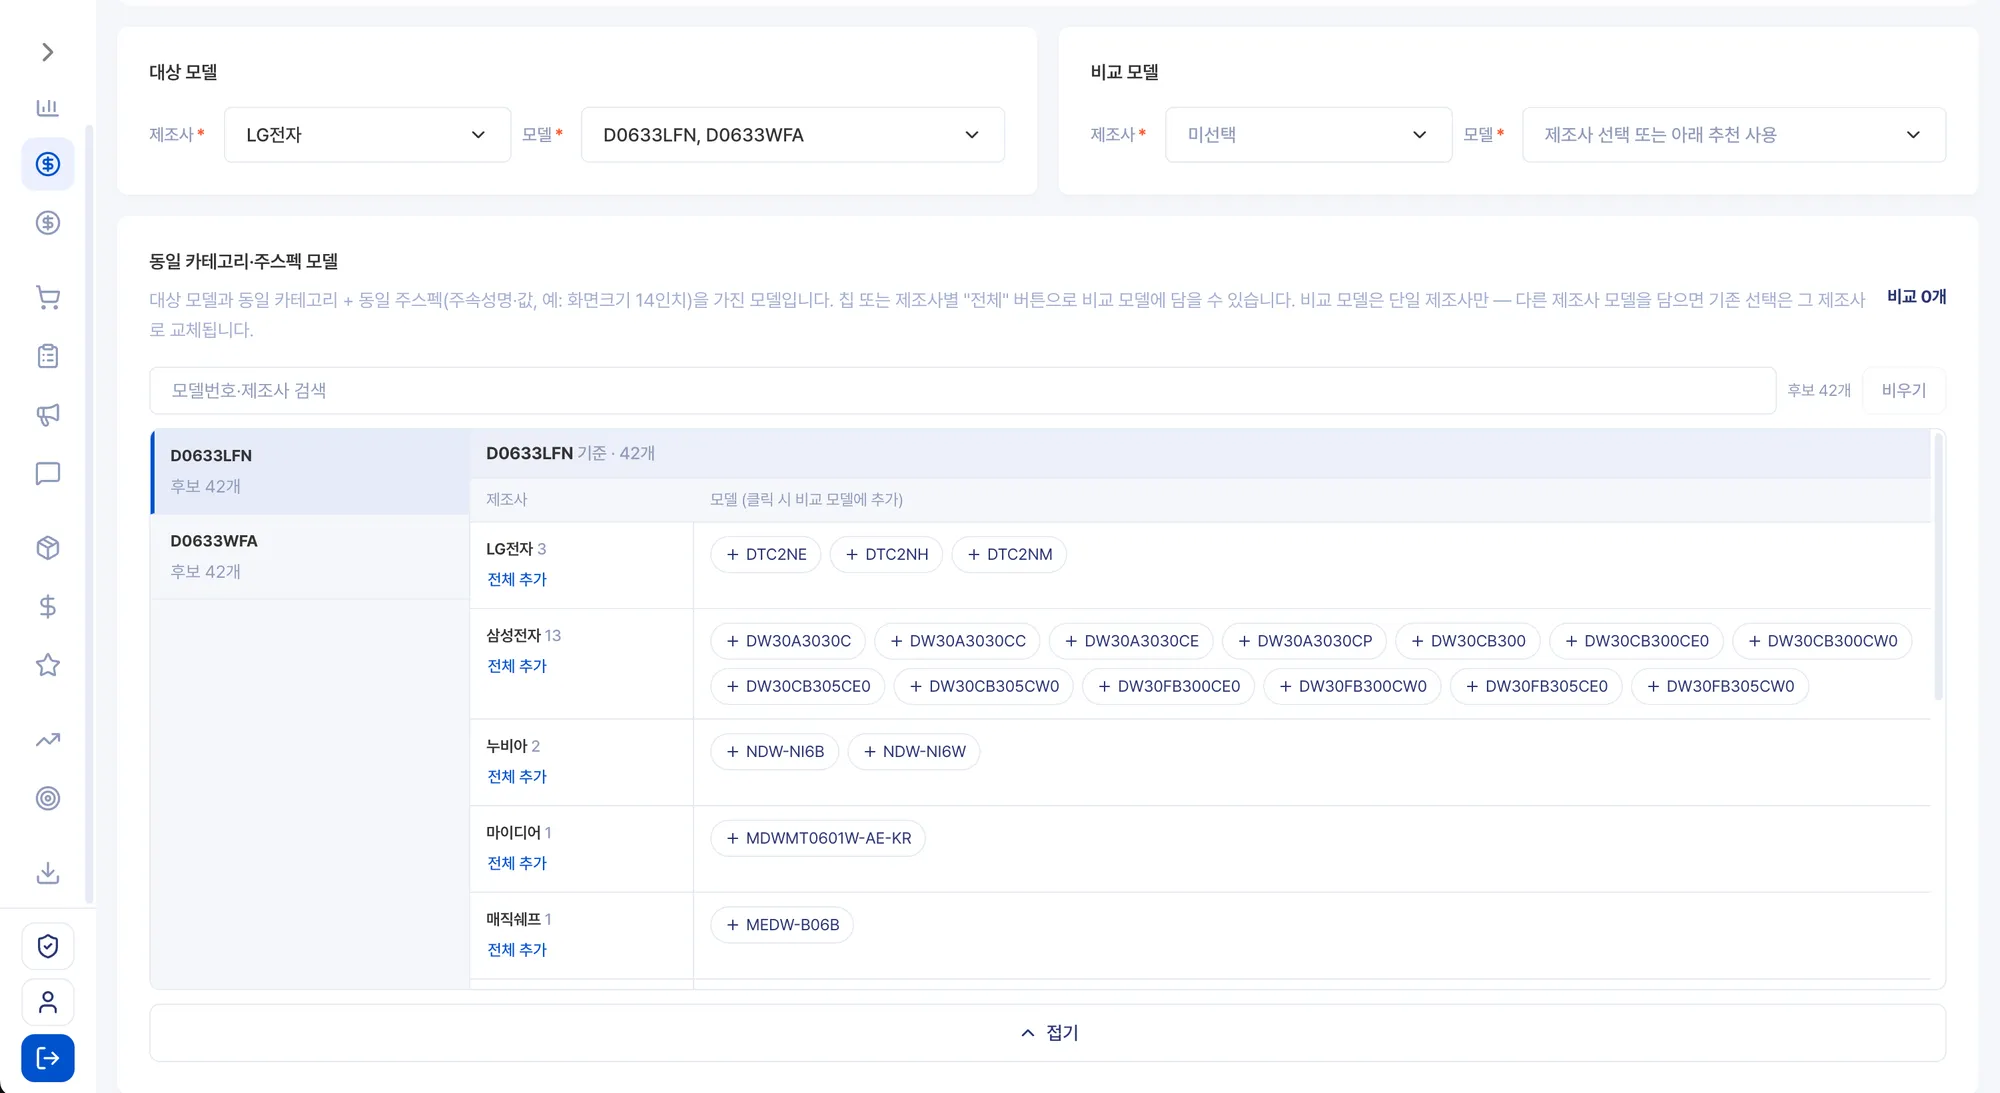 대상 모델
제조사* LG전자 모델* D0633LFN, D0633WFA
비교 모델
제조사* 미선택 모델* 제조사 선택 또는 아래 추천 사용
동일 카테고리·주스펙 모델
대상 모델과 동일 카테고리 + 동일 주스펙(주속성명·값, 예: 화면크기 14인치)을 가진 모델입니다. 칩 또는 제조사별 "전체" 버튼으로 비교 모델에 담을 수 있습니다. 비교 모델은 단일 제조사만 — 다른 제조사 모델을 담으면 기존 선택은 그 제조사
로 교체됩니다.
비교 0개
모델번호·제조사 검색
후보 42개
비우기
D0633LFN
후보 42개
D0633WFA
후보 42개
D0633LFN 기준 · 42개
제조사 모델 (클릭 시 비교 모델에 추가)
LG전자 3
전체 추가
+ DTC2NE + DTC2NH + DTC2NM
삼성전자 13
전체 추가
+ DW30A3030C + DW30A3030CC + DW30A3030CE + DW30A3030CP + DW30CB300 + DW30CB300CE0 + DW30CB300CW0
+ DW30CB305CE0 + DW30CB305CW0 + DW30FB300CE0 + DW30FB300CW0 + DW30FB305CE0 + DW30FB305CW0
누비아 2
전체 추가
+ NDW-NI6B + NDW-NI6W
마이디어 1
전체 추가
+ MDWMT0601W-AE-KR
매직쉐프 1
전체 추가
+ MEDW-B06B
접기